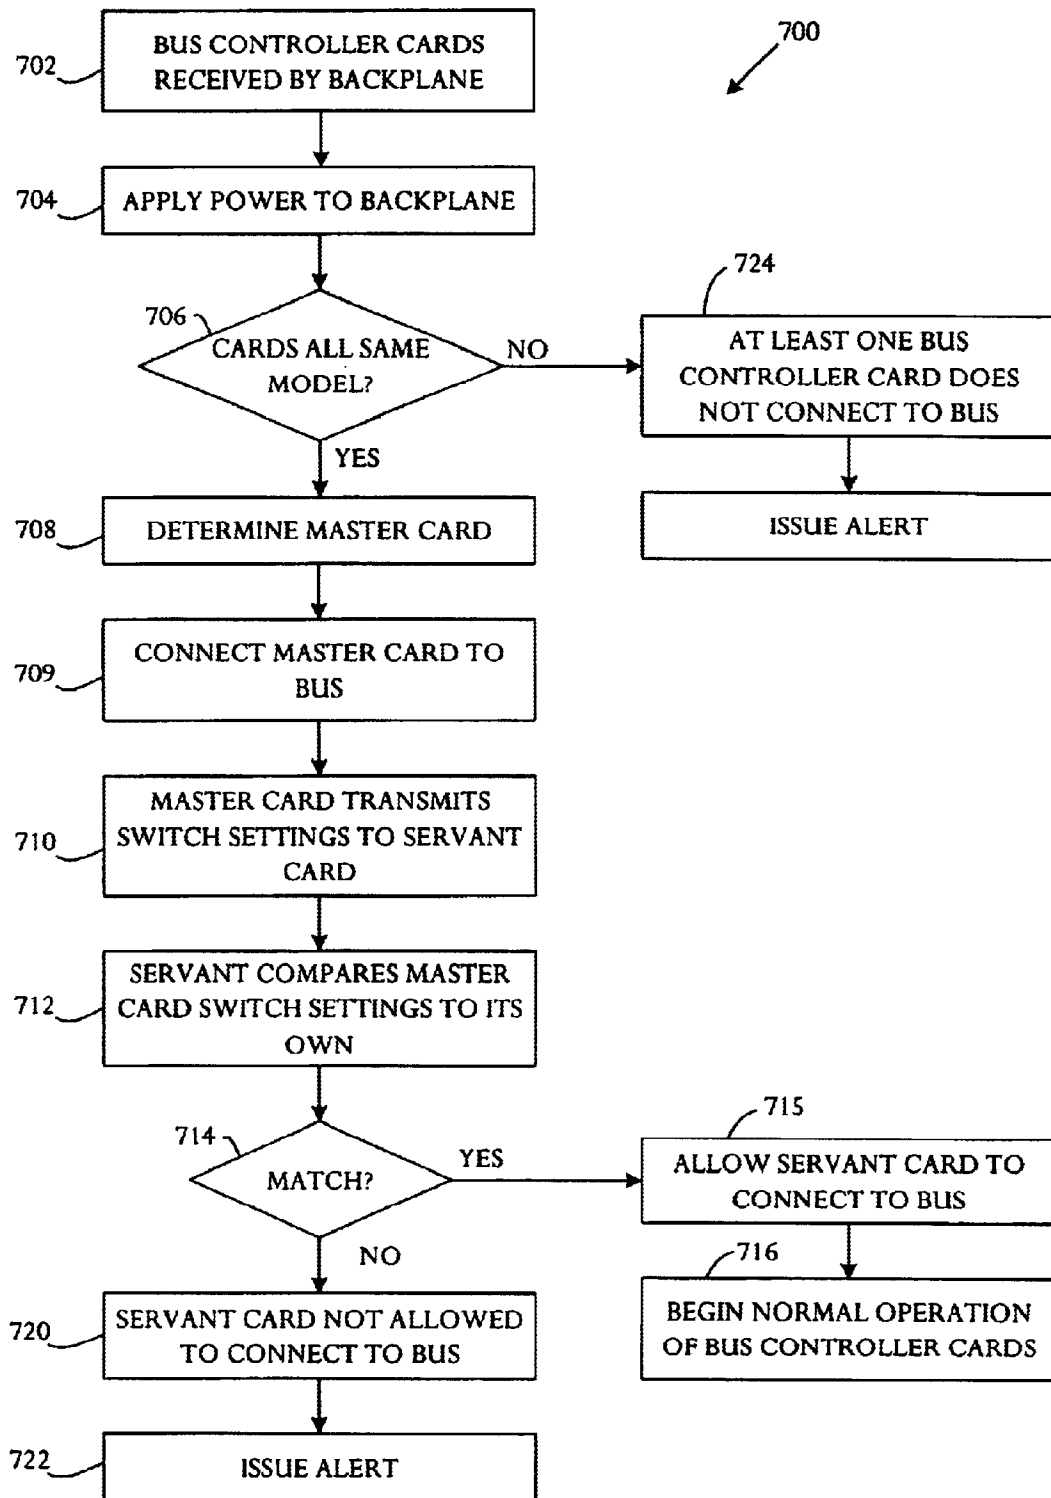 700
702
BUS CONTROLLER CARDS
RECEIVED BY BACKPLANE
704
APPLY POWER TO BACKPLANE
706
CARDS ALL SAME
MODEL?
NO
YES
724
AT LEAST ONE BUS
CONTROLLER CARD DOES
NOT CONNECT TO BUS
ISSUE ALERT
708
DETERMINE MASTER CARD
709
CONNECT MASTER CARD TO
BUS
710
MASTER CARD TRANSMITS
SWITCH SETTINGS TO SERVANT
CARD
712
SERVANT COMPARES MASTER
CARD SWITCH SETTINGS TO ITS
OWN
714
MATCH?
YES
NO
715
ALLOW SERVANT CARD TO
CONNECT TO BUS
716
BEGIN NORMAL OPERATION
OF BUS CONTROLLER CARDS
720
SERVANT CARD NOT ALLOWED
TO CONNECT TO BUS
722
ISSUE ALERT